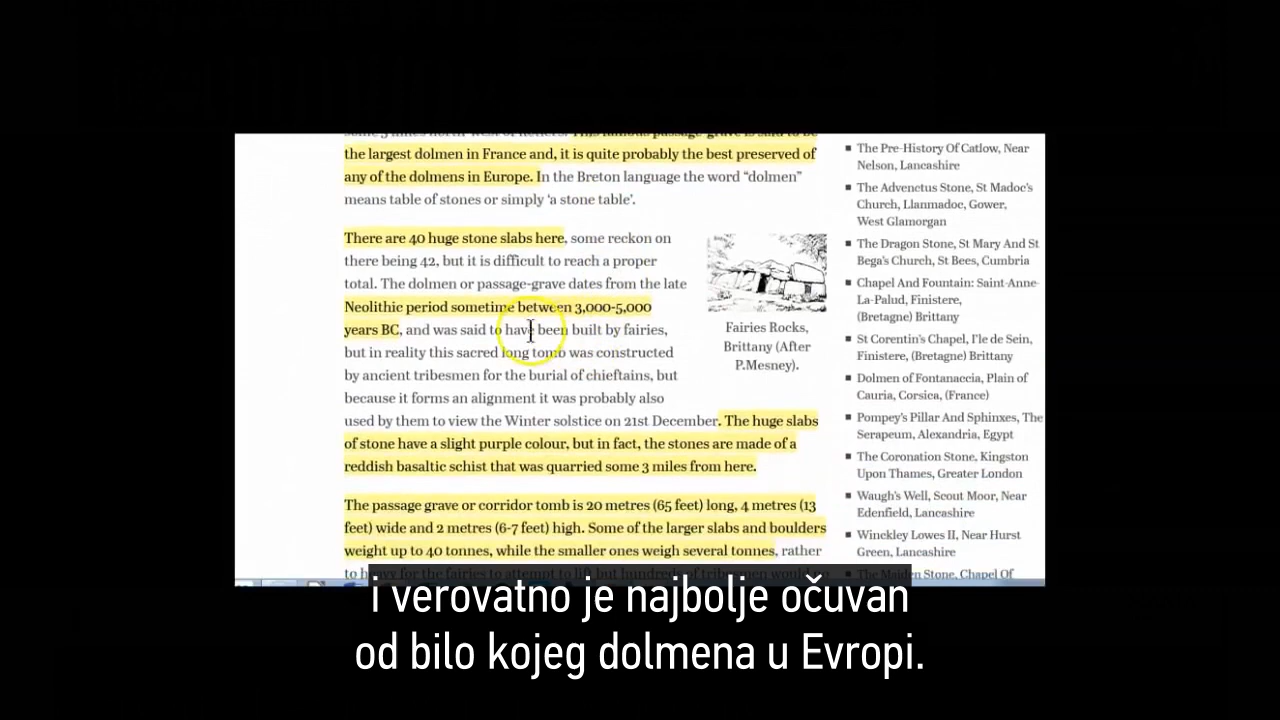 the largest dolmen in France and, it is quite probably the best preserved of
any of the dolmens in Europe. In the Breton language the word “dolmen”
means table of stones or simply ‘a stone table’.
There are 40 huge stone slabs here, some reckon on
there being 42, but it is difficult to reach a proper
total. The dolmen or passage-grave dates from the late
Neolithic period sometime between 3,000-5,000
years BC, and was said to have been built by fairies,
but in reality this sacred long tomb was constructed
by ancient tribesmen for the burial of chieftains, but
because it forms an alignment it was probably also
used by them to view the Winter solstice on 21st December. The huge slabs
of stone have a slight purple colour, but in fact, the stones are made of a
reddish basaltic schist that was quarried some 3 miles from here.
The passage grave or corridor tomb is 20 metres (65 feet) long, 4 metres (13
feet) wide and 2 metres (6-7 feet) high. Some of the larger slabs and boulders
weight up to 40 tonnes, while the smaller ones weigh several tonnes, rather
Fairies Rocks,
Brittany (After
P.Mesney).
The Pre-History Of Catlow, Near
Nelson, Lancashire
The Advenctus Stone, St Madoc’s
Church, Llanmadoc, Gower,
West Glamorgan
The Dragon Stone, St Mary And St
Bega’s Church, St Bees, Cumbria
Chapel And Fountain: Saint-Anne-
La-Palud, Finistere,
(Bretagne) Brittany
St Corentin’s Chapel, I’le de Sein,
Finistere, (Bretagne) Brittany
Dolmen of Fontanaccia, Plain of
Cauria, Corsica, (France)
Pompey’s Pillar And Sphinxes, The
Serapeum, Alexandria, Egypt
The Coronation Stone, Kingston
Upon Thames, Greater London
Waugh’s Well, Scout Moor, Near
Edenfield, Lancashire
Winckley Lowes II, Near Hurst
Green, Lancashire
The Maiden Stone, Chapel Of
i verovatno je najbolje očuvan
od bilo kojeg dolmena u Evropi.